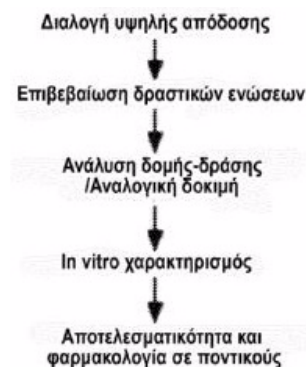 Διαλογή υψηλής απόδοσης
Επιβεβαίωση δραστικών ενώσεων
Ανάλυση δομής-δράσης
/Αναλογική δοκιμή
In vitro χαρακτηρισμός
Αποτελεσματικότητα και
φαρμακολογία σε ποντικούς